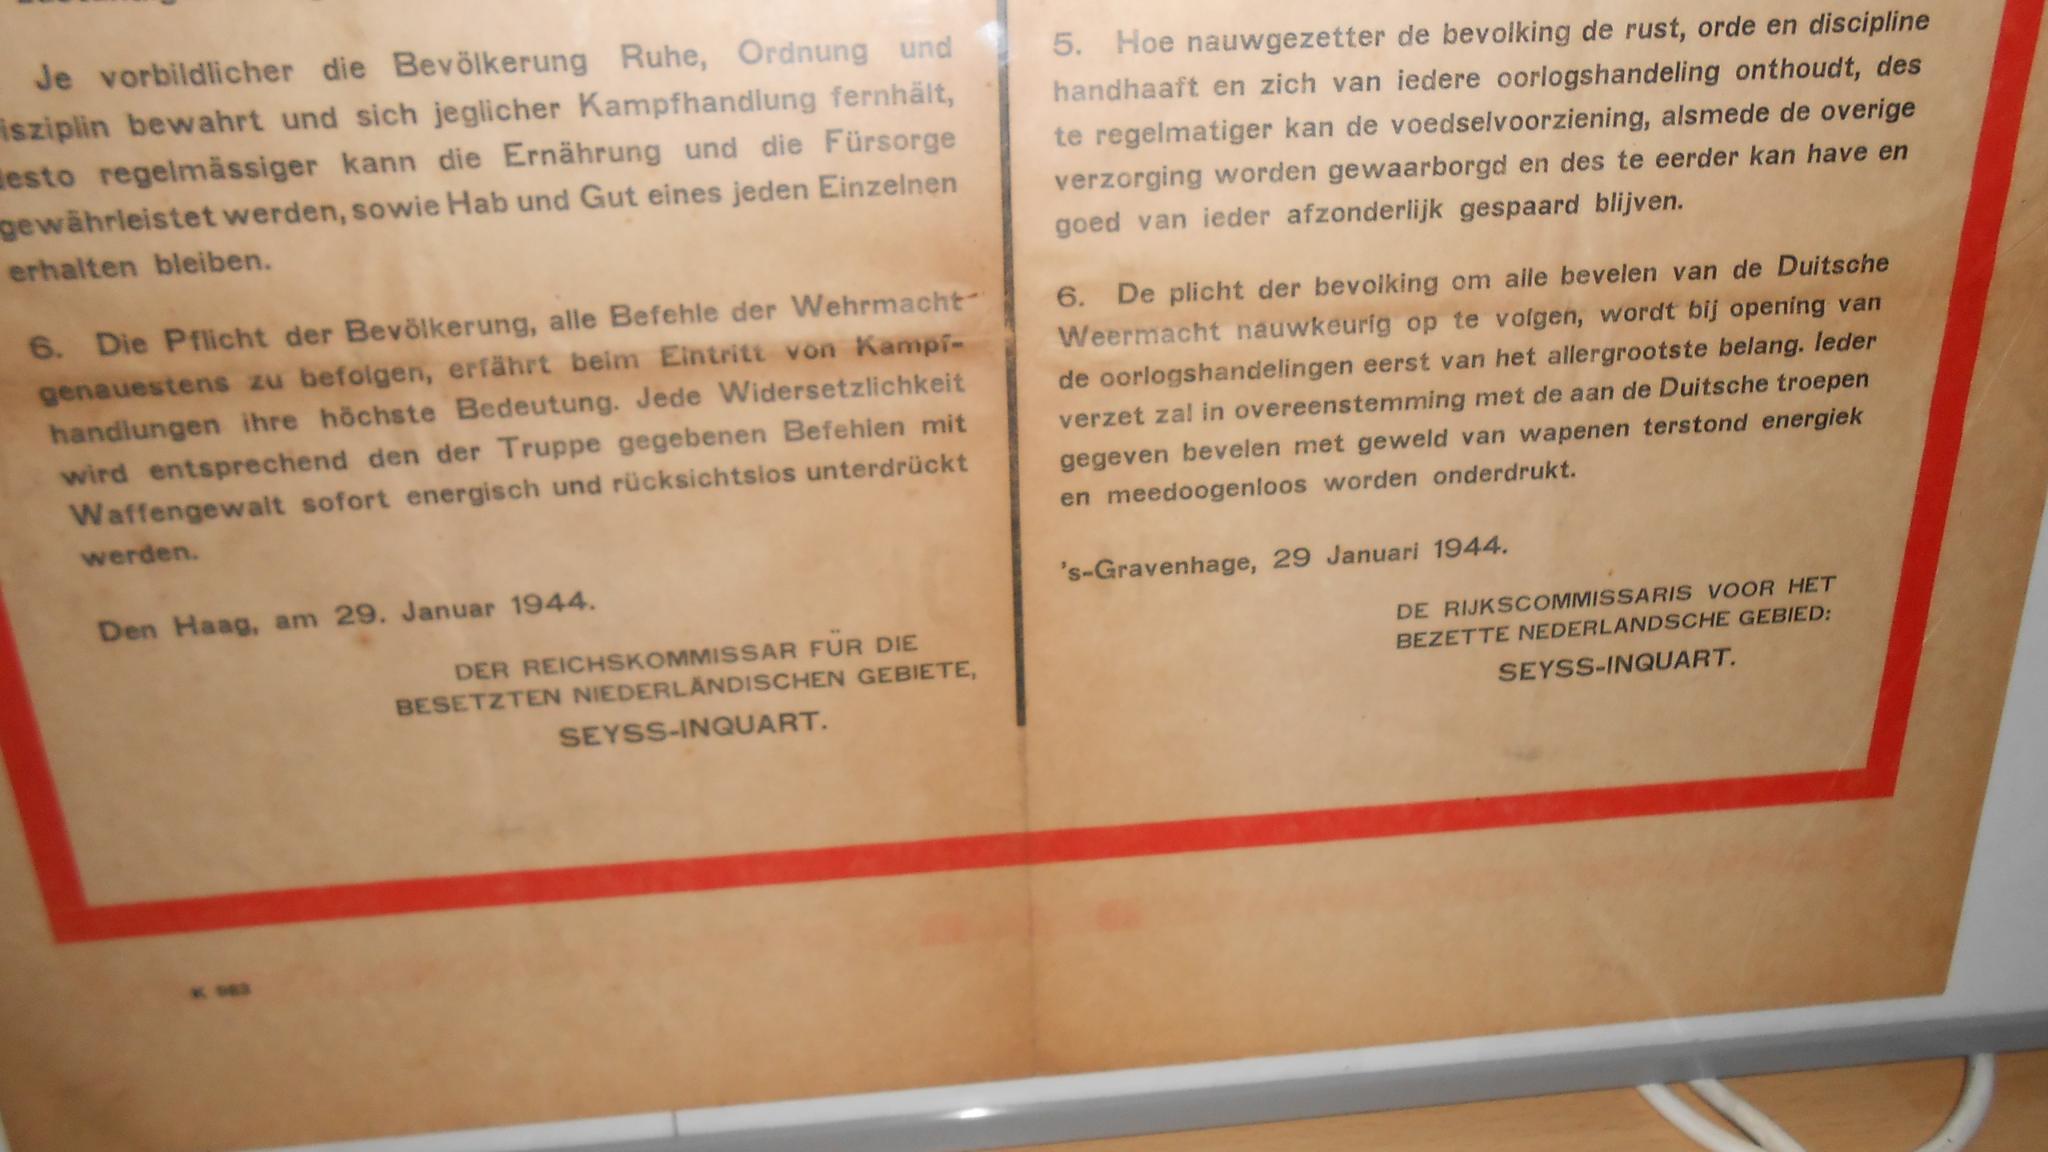 Je vorbildlicher die Bevölkerung Ruhe, Ordnung und
isziplin bewahrt und sich jeglicher Kampfhandlung fernhält,
esto regelmässiger kann die Ernährung und die Fürsorge
gewährleistet werden, sowie Hab und Gut eines jeden Einzelnen
erhalten bleiben.
6. Die Pflicht der Bevölkerung, alle Befehle der Wehrmacht
genauestens zu befolgen, erfährt beim Eintritt von Kampf-
handlungen ihre höchste Bedeutung. Jede Widersetzlichkeit
wird entsprechend den der Truppe gegebenen Befehlen mit
Waffengewalt sofort energisch und rücksichtslos unterdrückt
werden.
Den Haag, am 29. Januar 1944.
DER REICHSKOMMISSAR FÜR DIE
BESETZTEN NIEDERLÄNDISCHEN GEBIETE,
SEYSS-INQUART.
K 983
5. Hoe nauwgezetter de bevolking de rust, orde en discipline
handhaaft en zich van iedere oorlogshandeling onthoudt, des
te regelmatiger kan de voedselvoorziening, alsmede de overige
verzorging worden gewaarborgd en des te eerder kan have en
goed van ieder afzonderlijk gespaard blijven.
6. De plicht der bevolking om alle bevelen van de Duitsche
Weermacht nauwkeurig op te volgen, wordt bij opening van
de oorlogshandelingen eerst van het allergrootste belang. Ieder
verzet zal in overeenstemming met de aan de Duitsche troepen
gegeven bevelen met geweld van wapenen terstond energiek
en meedoogenloos worden onderdrukt.
's-Gravenhage, 29 Januari 1944.
DE RIJKSCOMMISSARIS VOOR HET
BEZETTE NEDERLANDSCHE GEBIED:
SEYSS-INQUART.